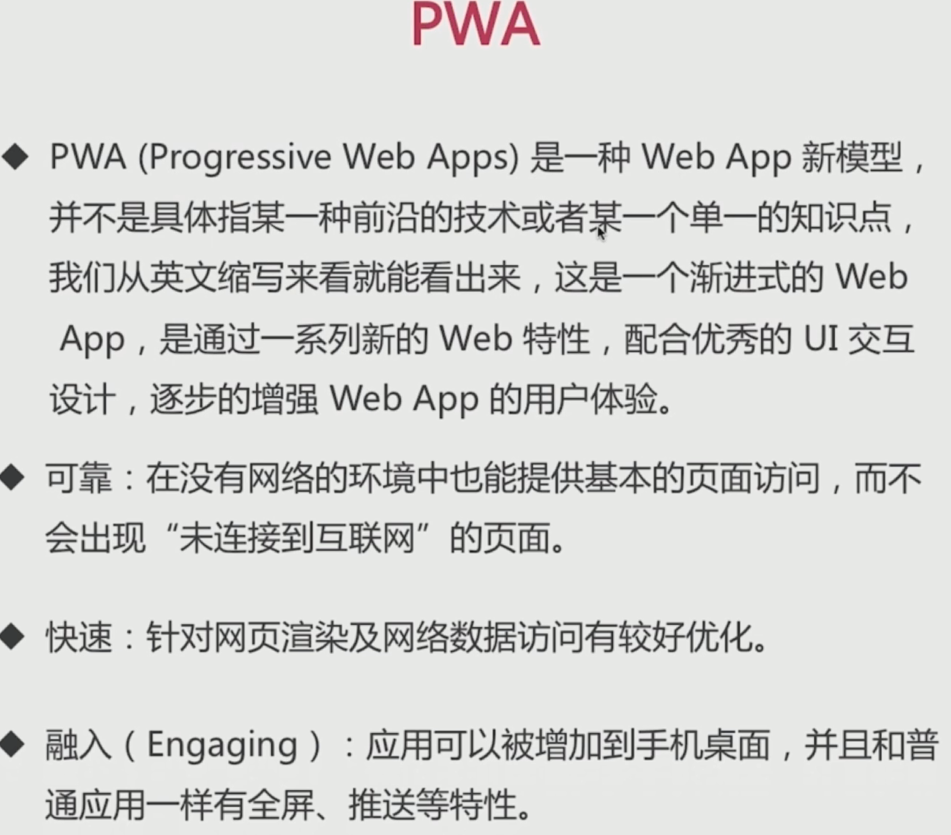 PWA
◆ PWA (Progressive Web Apps) 是一种 Web App 新模型，
并不是具体指某一种前沿的技术或者某一个单一的知识点，
我们从英文缩写来看就能看出来，这是一个渐进式的 Web
App，是通过一系列新的 Web 特性，配合优秀的 UI 交互
设计，逐步的增强 Web App 的用户体验。
◆ 可靠：在没有网络的环境中也能提供基本的页面访问，而不
会出现“未连接到互联网”的页面。
◆ 快速：针对网页渲染及网络数据访问有较好优化。
◆ 融入（Engaging）：应用可以被增加到手机桌面，并且和普
通应用一样有全屏、推送等特性。